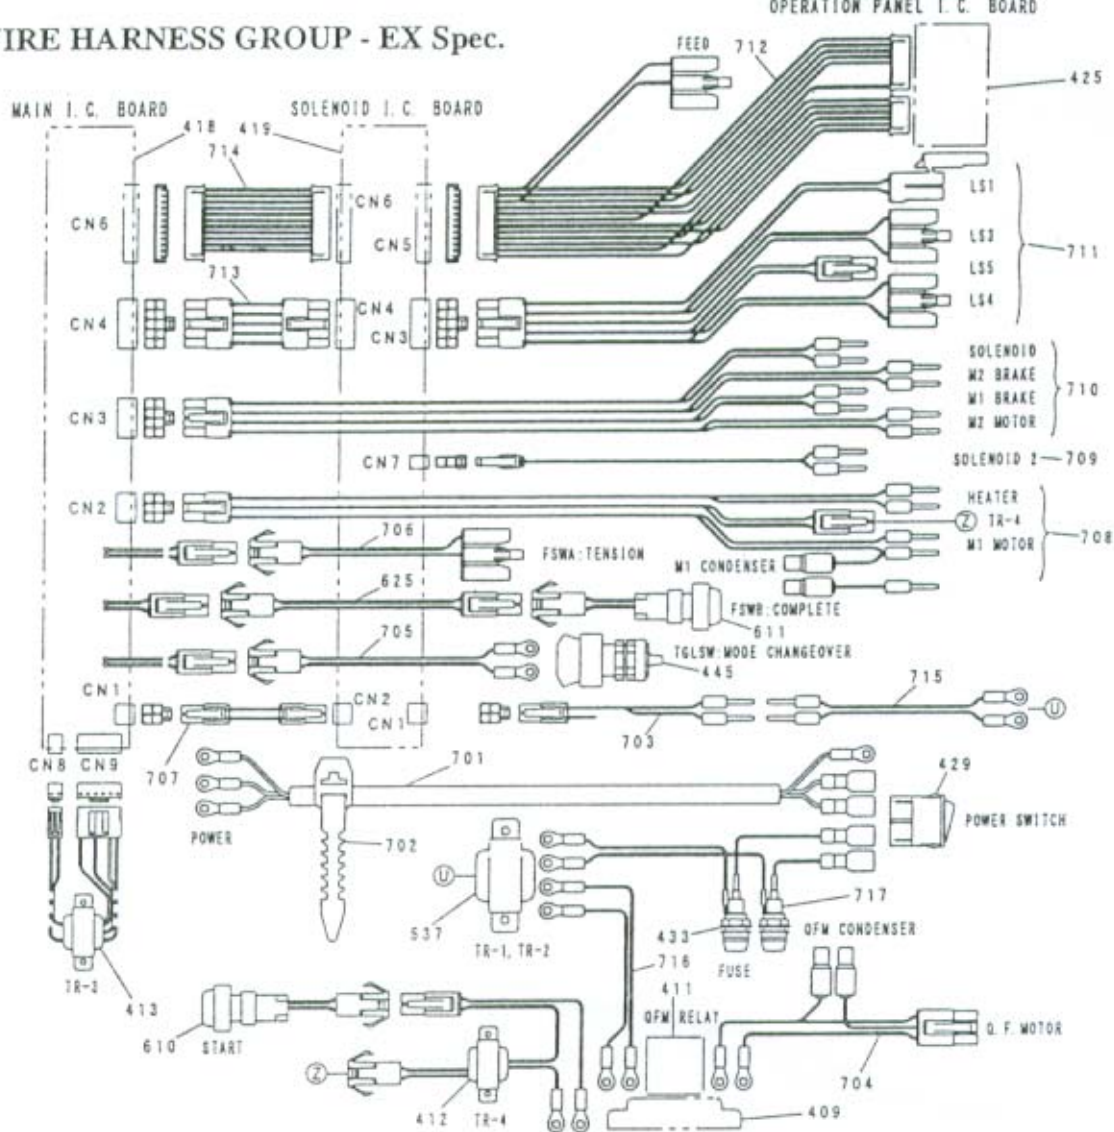 OPERATION PANEL I. C. BOARD
IRE HARNESS GROUP - EX Spec.
FEED
712
425
MAIN I. C. BOARD
SOLENOID I. C. BOARD
418
419
714
LS1
CN6
CN6
CN5
LS5
711
713
LS4
CN4
CN4
CN3
SOLENOID
M2 BRAKE
M1 BRAKE
M2 MOTOR
710
CN3
CN7
SOLENOID 2
709
CN2
HEATER
Z
TR-4
M1 MOTOR
708
706
FSWA:TENSION
M1 CONDENSER
625
FSWB:COMPLETE
611
705
TGLSW:MODE CHANGEOVER
445
715
CN1
CN2
CN1
U
703
CN8
CN9
707
701
429
POWER
POWER SWITCH
702
U
717
537
433
QFM CONDENSER
TR-1, TR-2
716
FUSE
411
413
QFM RELAY
Q. F. MOTOR
610
START
704
Z
412
TR-4
409